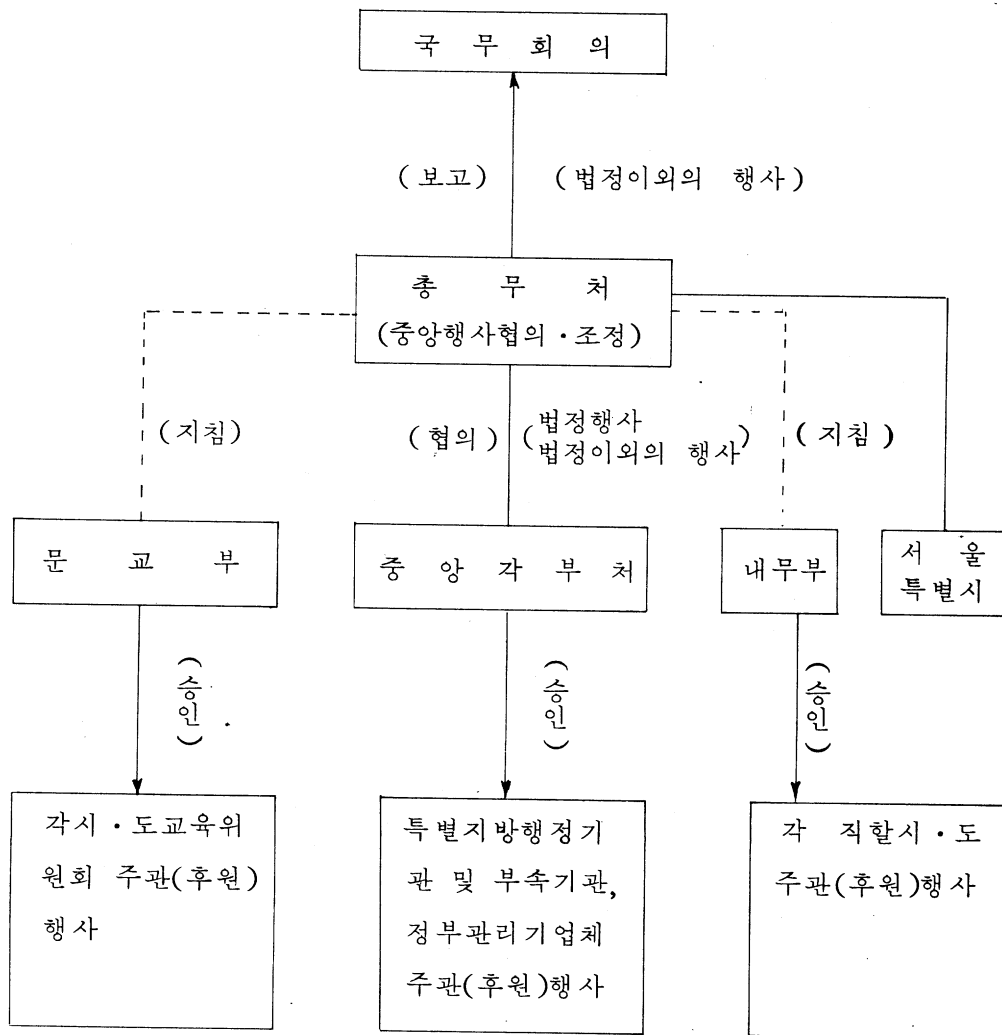 국 무 회 의
(보고) (법정이외의 행사)
총 무 처
(중앙행사협의·조정)
(지침)
(협의) (법정행사
법정이외의 행사)
(지침)
문 교 부
중 앙 각 부 처
내무부
서 울
특별시
(승인)
(승인)
(승인)
각시·도교육위
원회 주관(후원)
행사
특별지방행정기
관 및 부속기관,
정부관리기업체
주관(후원)행사
각 직할시·도
주관(후원)행사